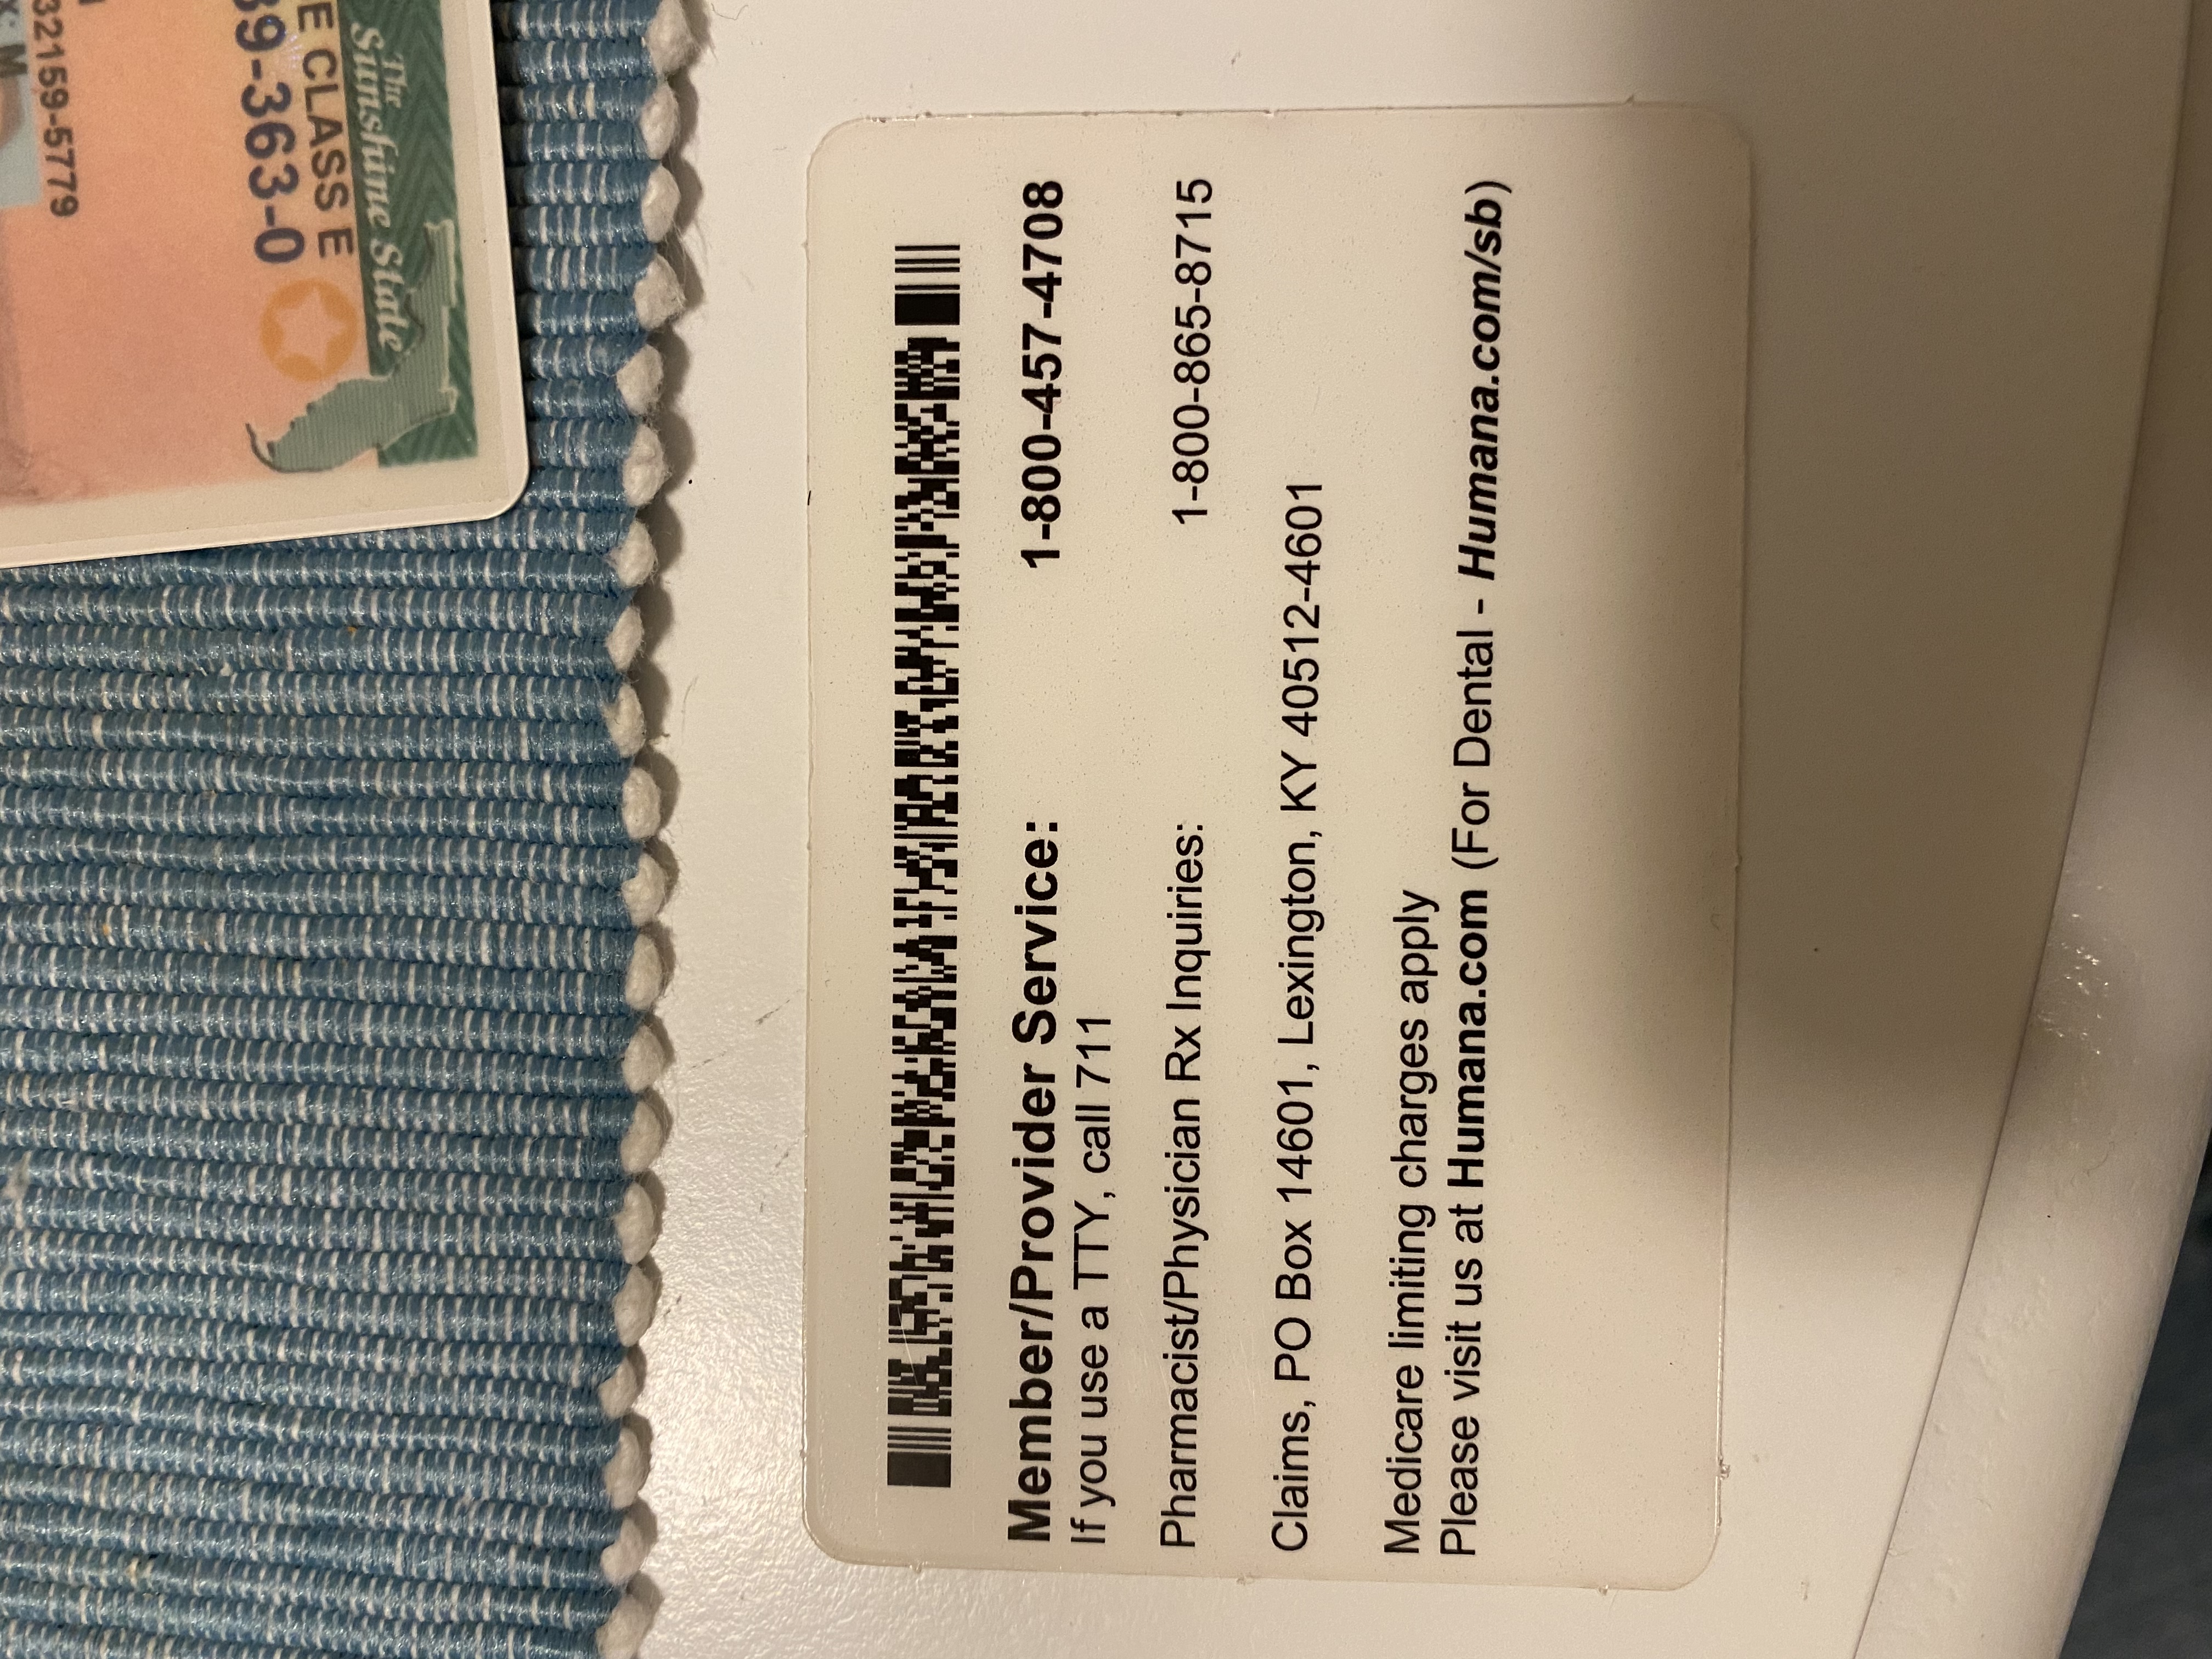 The
Sunshine State
CLASS E
39-363-0
32159-5779
M
Member/Provider Service: 1-800-457-4708
If you use a TTY, call 711
Pharmacist/Physician Rx Inquiries: 1-800-865-8715
Claims, PO Box 14601, Lexington, KY 40512-4601
Medicare limiting charges apply
Please visit us at Humana.com (For Dental - Humana.com/sb)